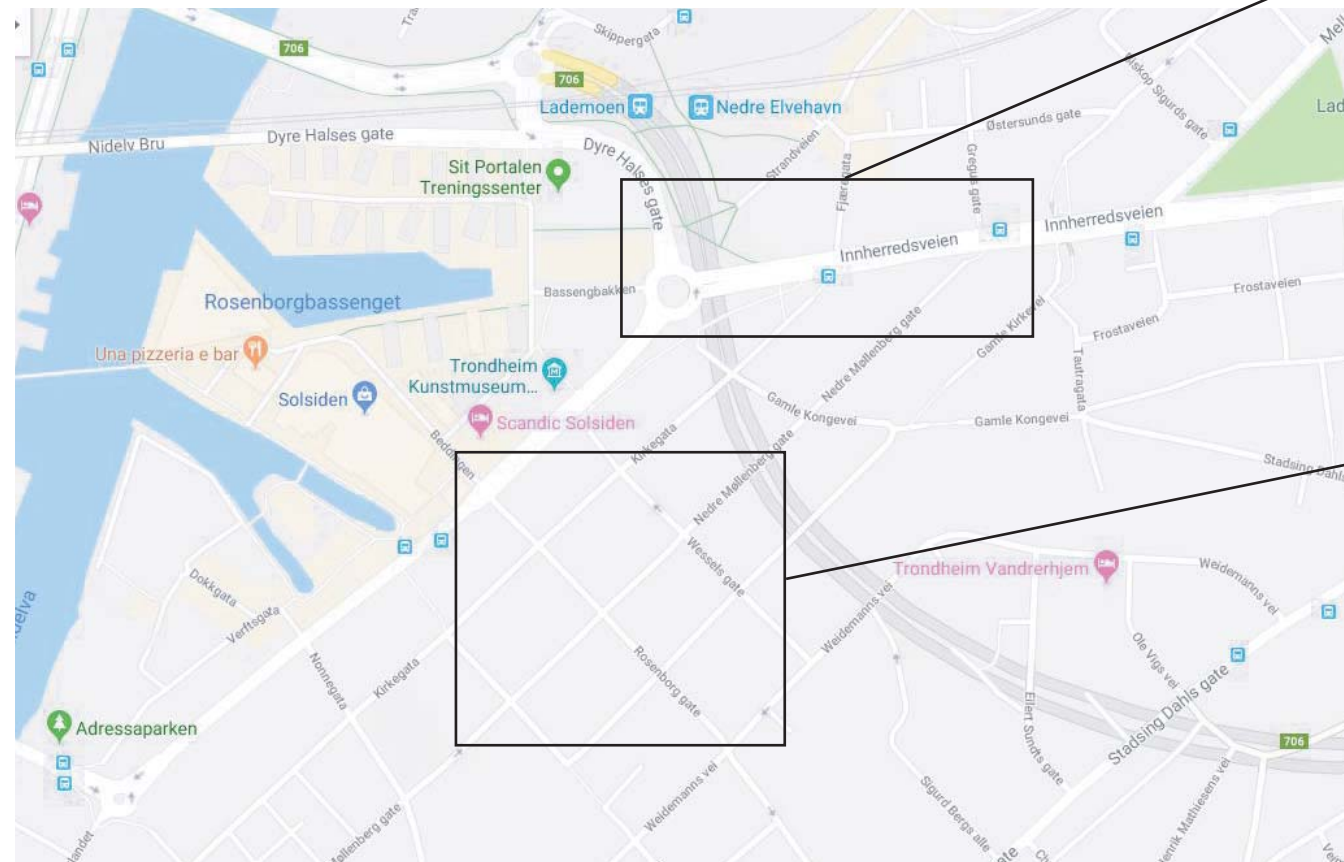 706
Skippergata
706
Lademoen
Nedre Elvehavn
Biskop Sigurds gate
Østersunds gate
Nidelv Bru
Dyre Halses gate
Dyre Halses gate
Strandveien
Fjæregata
Gregus gate
Sit Portalen
Treningssenter
Innherredsveien
Innherredsveien
Bassengbakken
Rosenborgbassenget
Frostaveien
Frostaveien
Gamle Kirkevei
Una pizzeria e bar
Trondheim
Kunstmuseum...
Nedre Møllenberg gate
Tautragata
Solsiden
Scandic Solsiden
Gamle Kongevei
Gamle Kongevei
Kirkegata
Nedre Møllenberg gate
Stadsing Dahls
Wessels gate
Trondheim Vandrerhjem
Weidemanns vei
Dokkgata
Verftsgata
Weidemanns vei
Nonnegata
Kirkegata
Rosenborg gate
Ole Vigs vei
Stadsing Dahls gate
Eilert Sundts gate
Adressaparken
706
Weidemanns vei
Sigurd Bergs alle